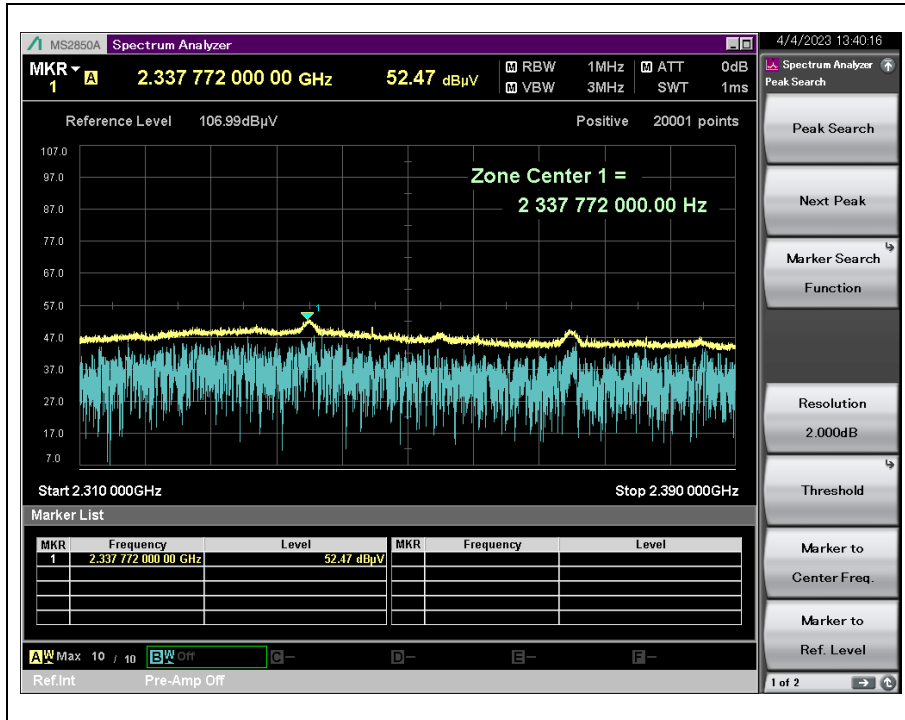 MS2850A Spectrum Analyzer
4/4/2023 13:40:16
MKR A 2.337 772 000 00 GHz 52.47 dBµV M RBW 1MHz M ATT 0dB
1 M VBW 3MHz SWT 1ms
Spectrum Analyzer
Peak Search
Reference Level 106.99dBµV Positive 20001 points
107.0
97.0
87.0
77.0
67.0
57.0
47.0
37.0
27.0
17.0
7.0
Zone Center 1 =
2 337 772 000.00 Hz
1
Start 2.310 000GHz Stop 2.390 000GHz
Marker List
MKR Frequency Level MKR Frequency Level
1 2.337 772 000 00 GHz 52.47 dBµV
A W Max 10 / 10 B W Off C – D – E – F –
Ref.Int Pre-Amp Off
Peak Search
Next Peak
Marker Search
Function
Resolution
2.000dB
Threshold
Marker to
Center Freq.
Marker to
Ref. Level
1 of 2